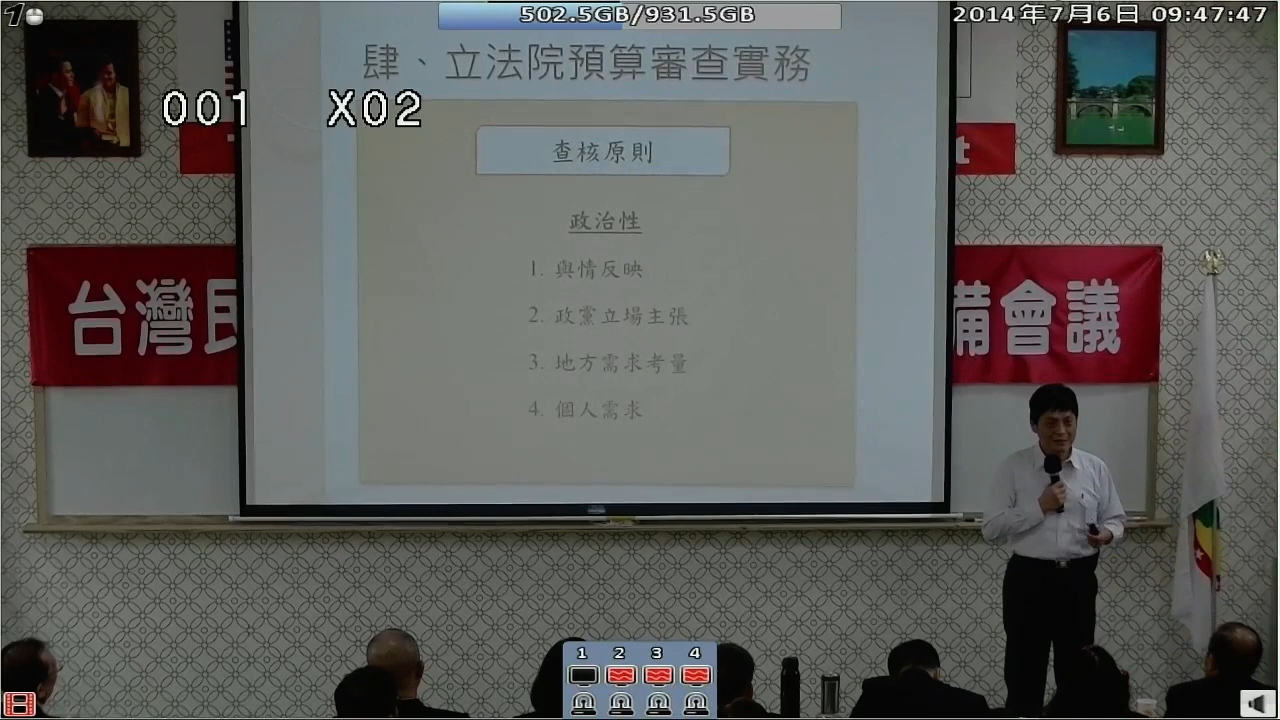 502.5GB/931.5GB
2014年7月6日 09:47:47
肆、立法院預算審查實務
001 X02
查核原則
t
政治性
1. 輿情反映
2. 政黨立場主張
3. 地方需求考量
4. 個人需求
台灣民
備會議
1 2 3 4